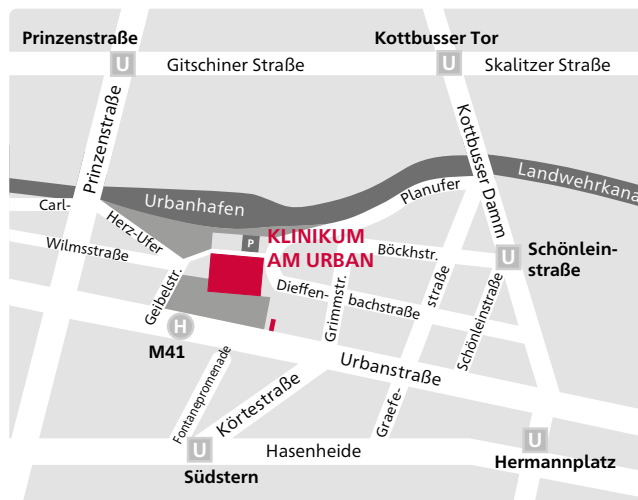 Prinzenstraße
Kottbusser Tor
U
Gitschiner Straße
U
Skalitzer Straße
Prinzenstraße
Kottbusser Damm
Landwehrkana
Planufer
Urbanhafen
Carl-
Herz-Ufer
P
KLINIKUM
AM URBAN
Wilmsstraße
Böckhstr.
U
Schönlein-
straße
Geibelstr.
Dieffen-
bachstraße
Grimmstr.
Graefe-
straße
Schönleinstraße
H
M41
Urbanstraße
Fontanepromenade
Körtestraße
U
Südstern
Hasenheide
U
Hermannplatz